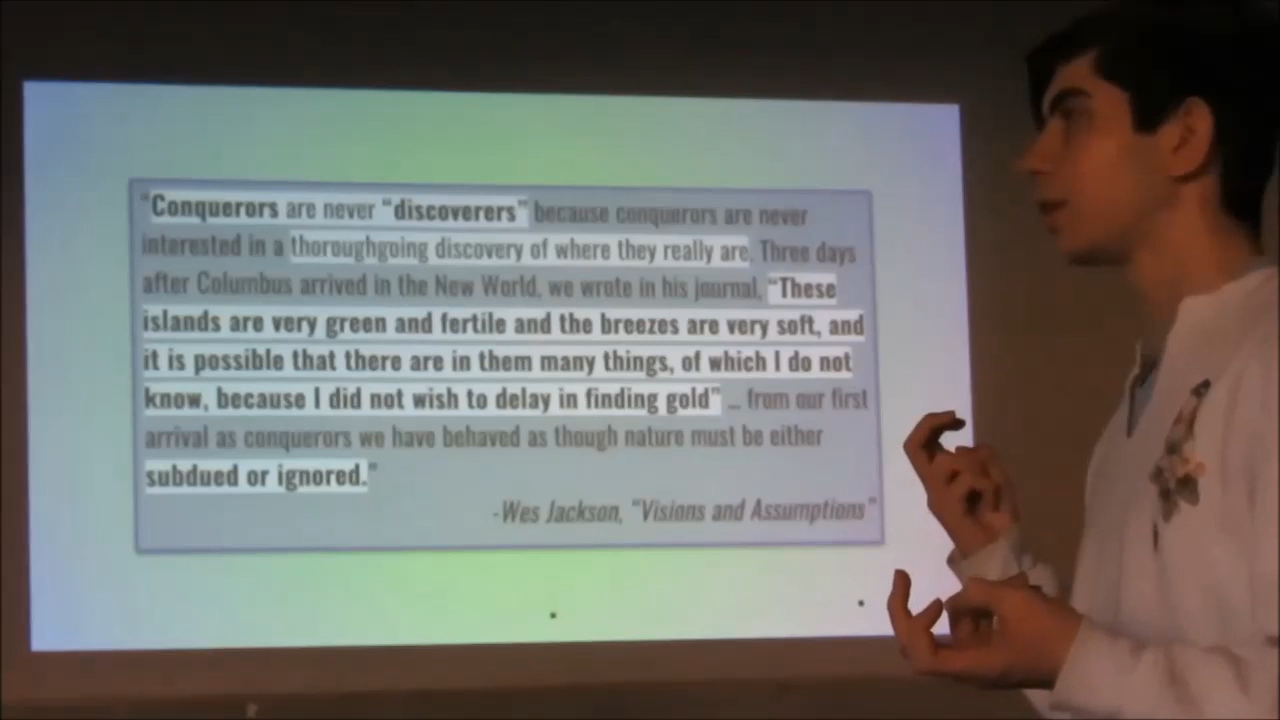 "Conquerors are never "discoverers" because conquerors are never
interested in a thoroughgoing discovery of where they really are. Three days
after Columbus arrived in the New World, we wrote in his journal, "These
islands are very green and fertile and the breezes are very soft, and
it is possible that there are in them many things, of which I do not
know, because I did not wish to delay in finding gold" ... from our first
arrival as conquerors we have behaved as though nature must be either
subdued or ignored."
-Wes Jackson, "Visions and Assumptions"